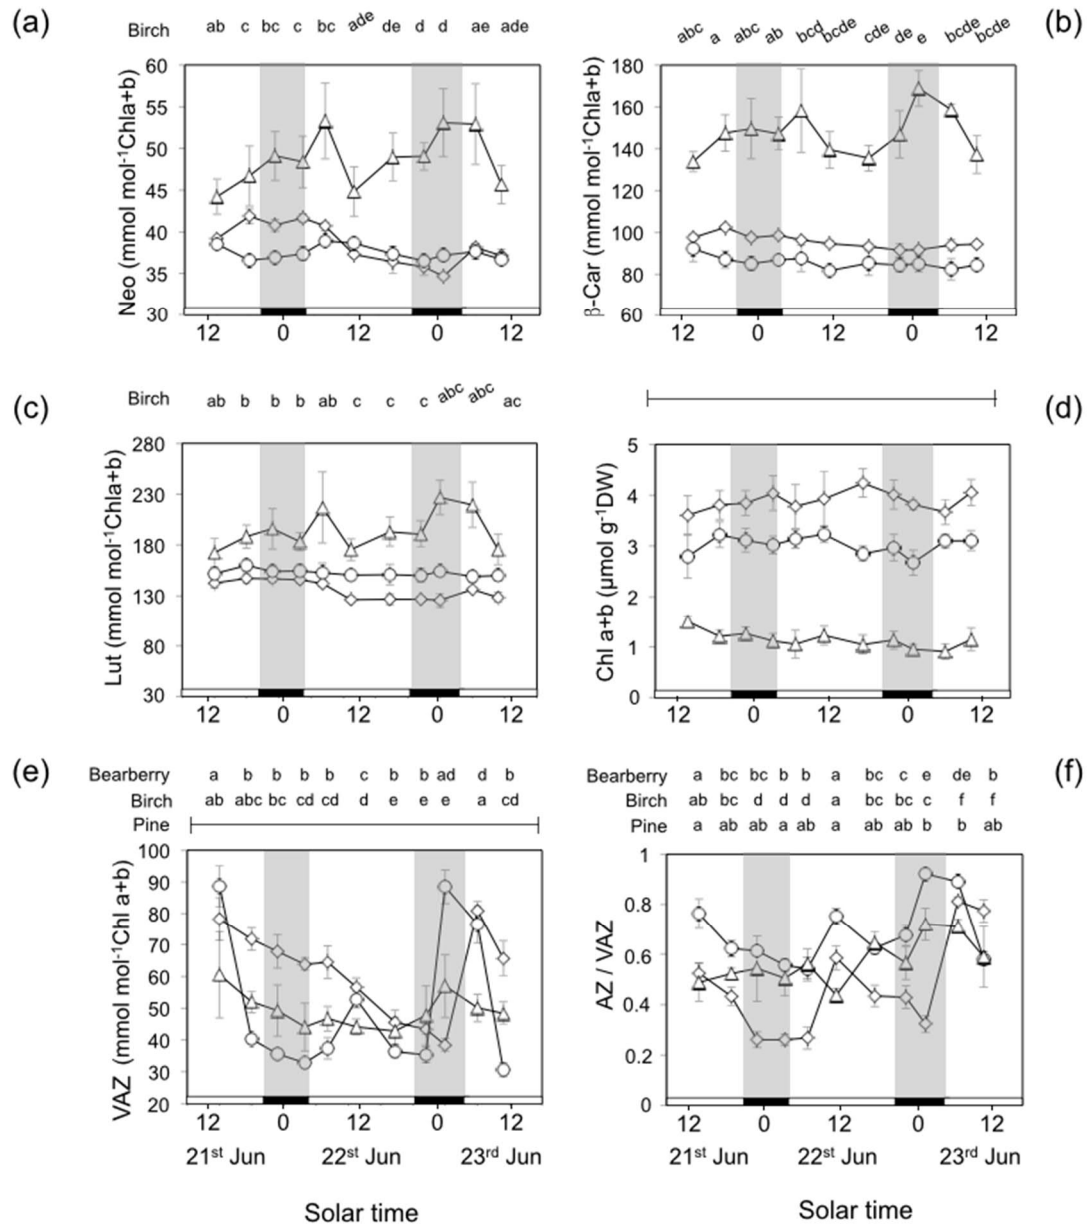 (a)
Birch ab c bc c bc ade de d d ae ade
Neo (mmol mol-1Chla+b)
60
55
50
45
40
35
30
12 0 12 0 12
(b)
abc a abc ab bcd bcde cde de e bcde bcde
β-Car (mmol mol-1Chla+b)
180
160
140
120
100
80
60
12 0 12 0 12
(c)
Birch ab b b b ab c c c abc abc ac
Lut (mmol mol-1Chla+b)
280
230
180
130
80
30
12 0 12 0 12
(d)
Chl a+b (µmol g-1DW)
5
4
3
2
1
0
12 0 12 0 12
(e)
Bearberry a b b b b c b b ad d b
Birch ab abc bc cd cd d e e e a cd
Pine
VAZ (mmol mol-1Chl a+b)
100
90
80
70
60
50
40
30
20
12 0 12 0 12
21st Jun 22st Jun 23rd Jun
Solar time
(f)
Bearberry a bc bc b b a bc c e de b
Birch ab bc d d d a bc bc c f f
Pine a ab ab a ab a ab ab b b ab
AZ / VAZ
1
0.8
0.6
0.4
0.2
0
12 0 12 0 12
21st Jun 22st Jun 23rd Jun
Solar time